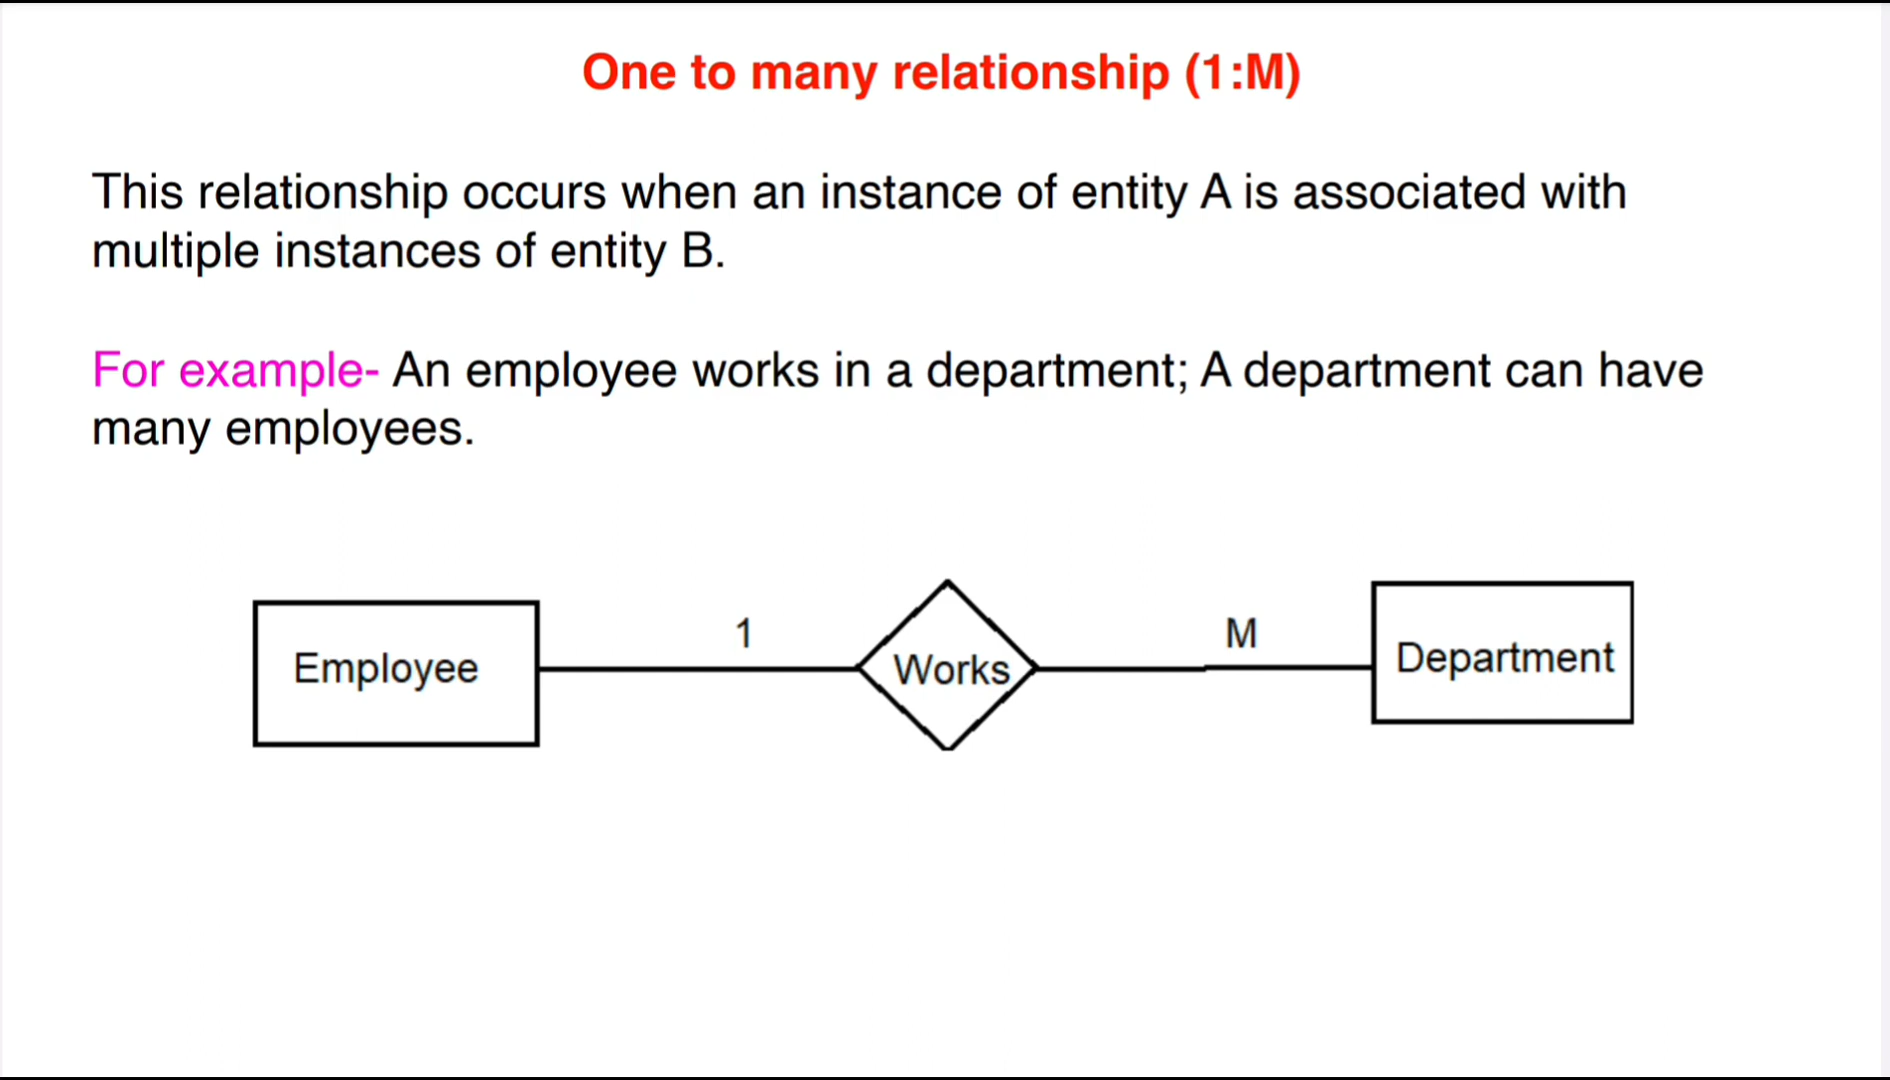 One to many relationship (1:M)
This relationship occurs when an instance of entity A is associated with
multiple instances of entity B.
For example- An employee works in a department; A department can have
many employees.
Employee
1
Works
M
Department